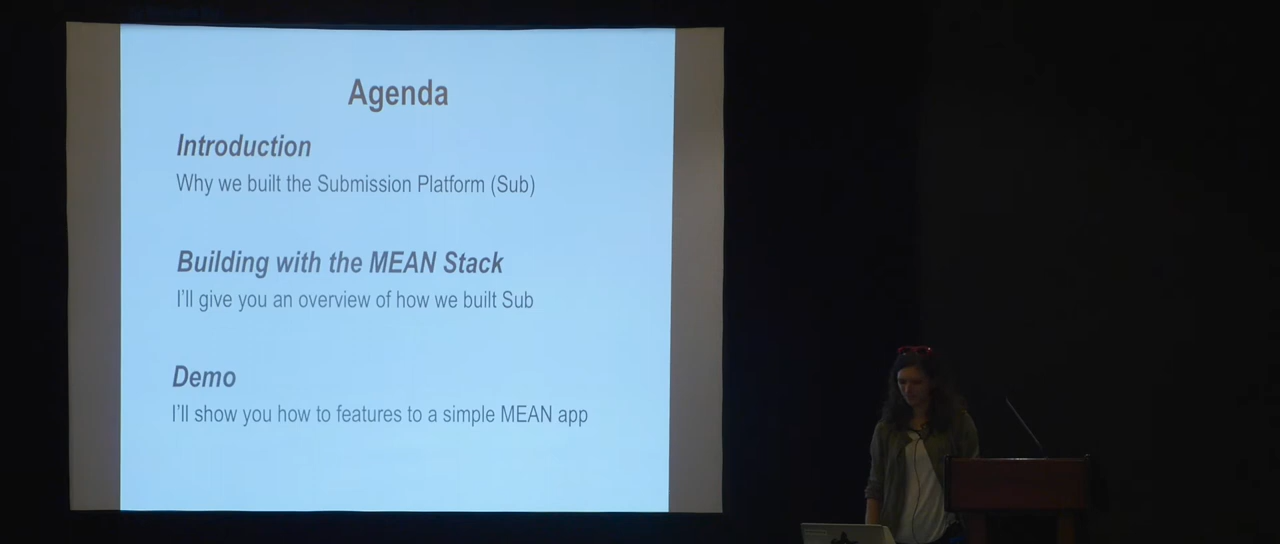 Agenda
Introduction
Why we built the Submission Platform (Sub)
Building with the MEAN Stack
I'll give you an overview of how we built Sub
Demo
I'll show you how to features to a simple MEAN app